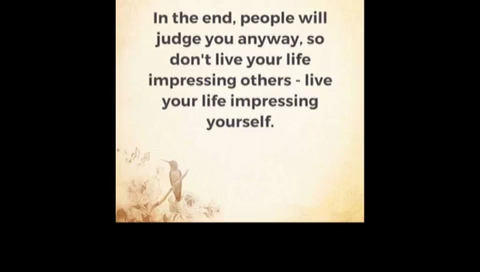 In the end, people will
judge you anyway, so
don't live your life
impressing others - live
your life impressing
yourself.